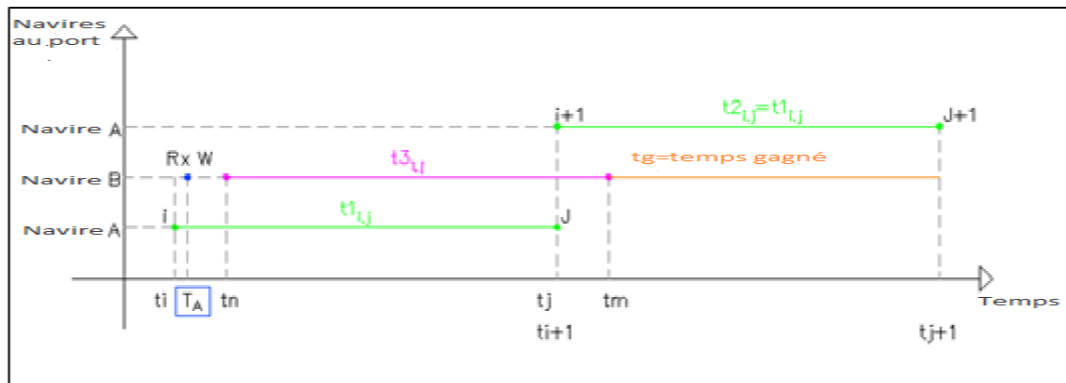 Navires
au port
i+1
t2i,j=t1i,j
J+1
Navire A
Rx W
t3i,j
tg=temps gagné
Navire B
i
t1i,j
J
Navire A
ti
TA
tn
tj
tm
Temps
ti+1
tj+1